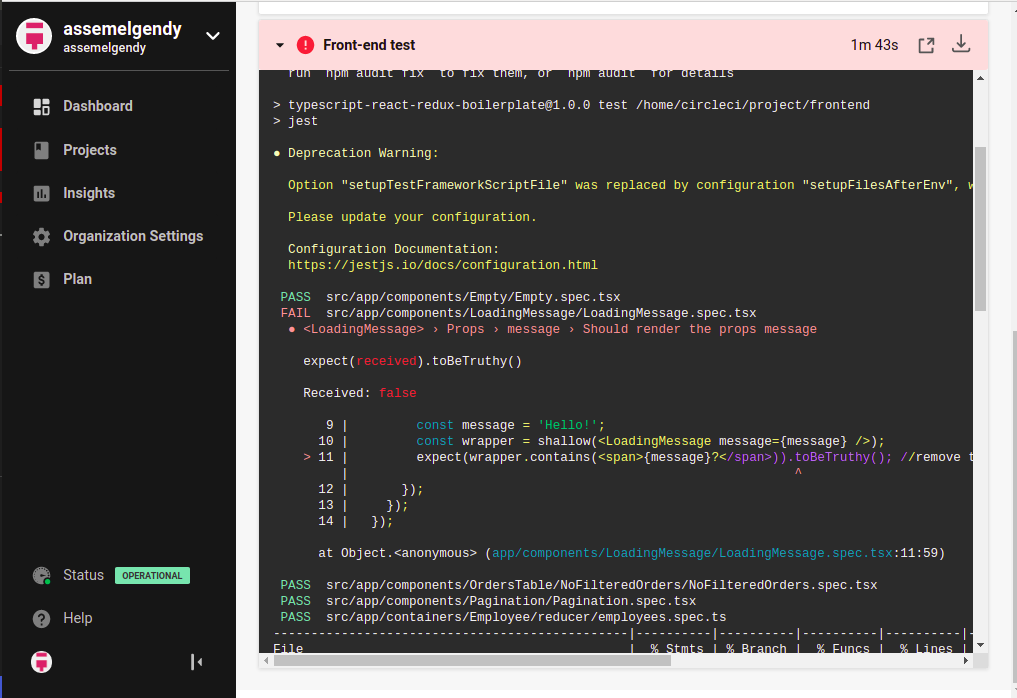 assemelgendy
assemelgendy
Dashboard
Projects
Insights
Organization Settings
Plan
Status OPERATIONAL
Help
Front-end test 1m 43s
run `npm audit fix` to fix them, or `npm audit` for details
> typescript-react-redux-boilerplate@1.0.0 test /home/circleci/project/frontend
> jest
● Deprecation Warning:
Option "setupTestFrameworkScriptFile" was replaced by configuration "setupFilesAfterEnv", w
Please update your configuration.
Configuration Documentation:
https://jestjs.io/docs/configuration.html
PASS src/app/components/Empty/Empty.spec.tsx
FAIL src/app/components/LoadingMessage/LoadingMessage.spec.tsx
● <LoadingMessage> › Props › message › Should render the props message
expect(received).toBeTruthy()
Received: false
9 | const message = 'Hello!';
10 | const wrapper = shallow(<LoadingMessage message={message} />);
> 11 | expect(wrapper.contains(<span>{message}?</span>)).toBeTruthy(); //remove t
| ^
12 | });
13 | });
14 | });
at Object.<anonymous> (app/components/LoadingMessage/LoadingMessage.spec.tsx:11:59)
PASS src/app/components/OrdersTable/NoFilteredOrders/NoFilteredOrders.spec.tsx
PASS src/app/components/Pagination/Pagination.spec.tsx
PASS src/app/containers/Employee/reducer/employees.spec.ts
-----------------------------------------------|----------|----------|----------|----------|-
File | % Stmts | % Branch | % Funcs | % Lines |